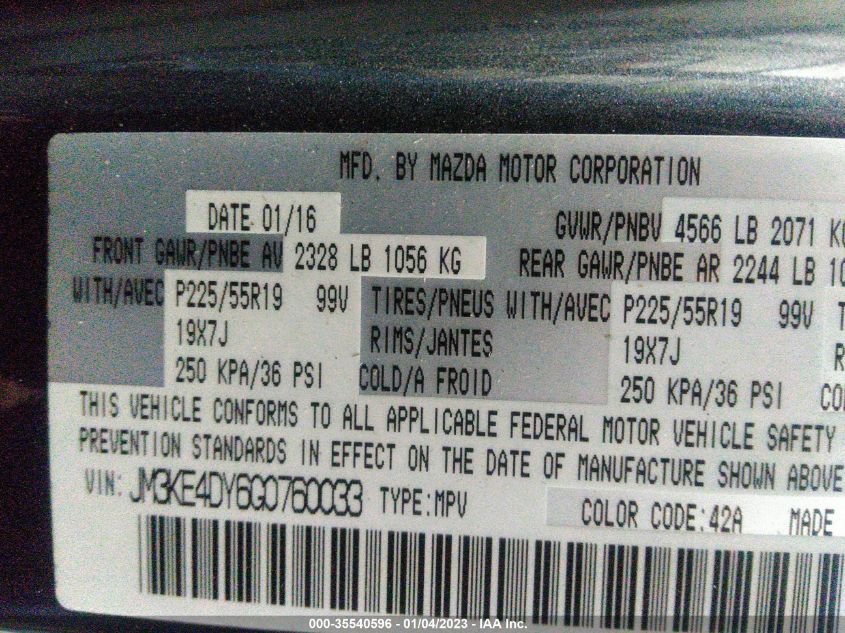 MFD. BY MAZDA MOTOR CORPORATION
DATE 01/16 GVWR/PNBV 4566 LB 2071 KG
FRONT GAWR/PNBE AV 2328 LB 1056 KG REAR GAWR/PNBE AR 2244 LB
WITH/AVEC P225/55R19 99V TIRES/PNEUS WITH/AVEC P225/55R19 99V
19X7J RIMS/JANTES 19X7J
250 KPA/36 PSI COLD/A FROID 250 KPA/36 PSI
THIS VEHICLE CONFORMS TO ALL APPLICABLE FEDERAL MOTOR VEHICLE SAFETY
PREVENTION STANDARDS IN EFFECT ON THE DATE OF MANUFACTURE SHOWN ABOVE
VIN: JM3KE4DY6G0760033 TYPE:MPV COLOR CODE:42A MADE
000-35540596 - 01/04/2023 - IAA Inc.